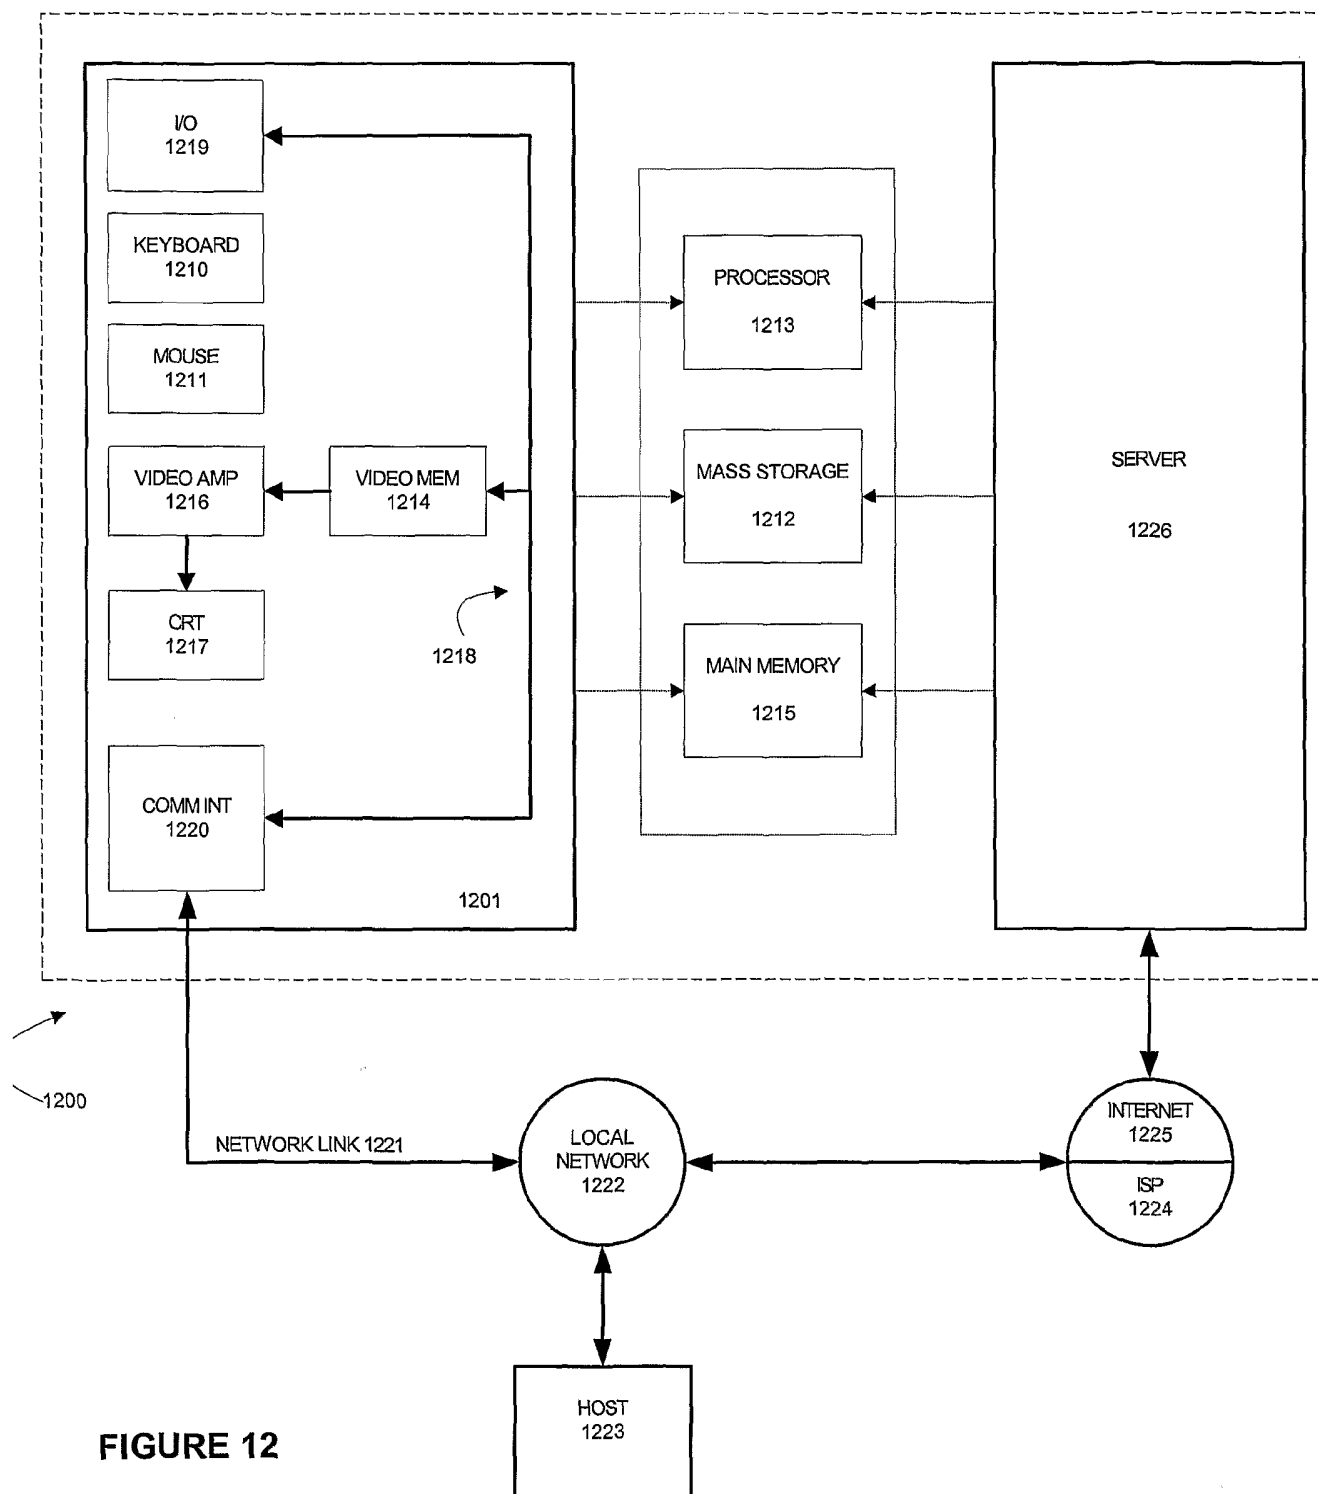 I/O
1219
KEYBOARD
1210
MOUSE
1211
VIDEO AMP
1216
VIDEO MEM
1214
CRT
1217
1218
COMM INT
1220
1201
PROCESSOR
1213
MASS STORAGE
1212
MAIN MEMORY
1215
SERVER
1226
1200
NETWORK LINK 1221
LOCAL
NETWORK
1222
INTERNET
1225
ISP
1224
HOST
1223
FIGURE 12